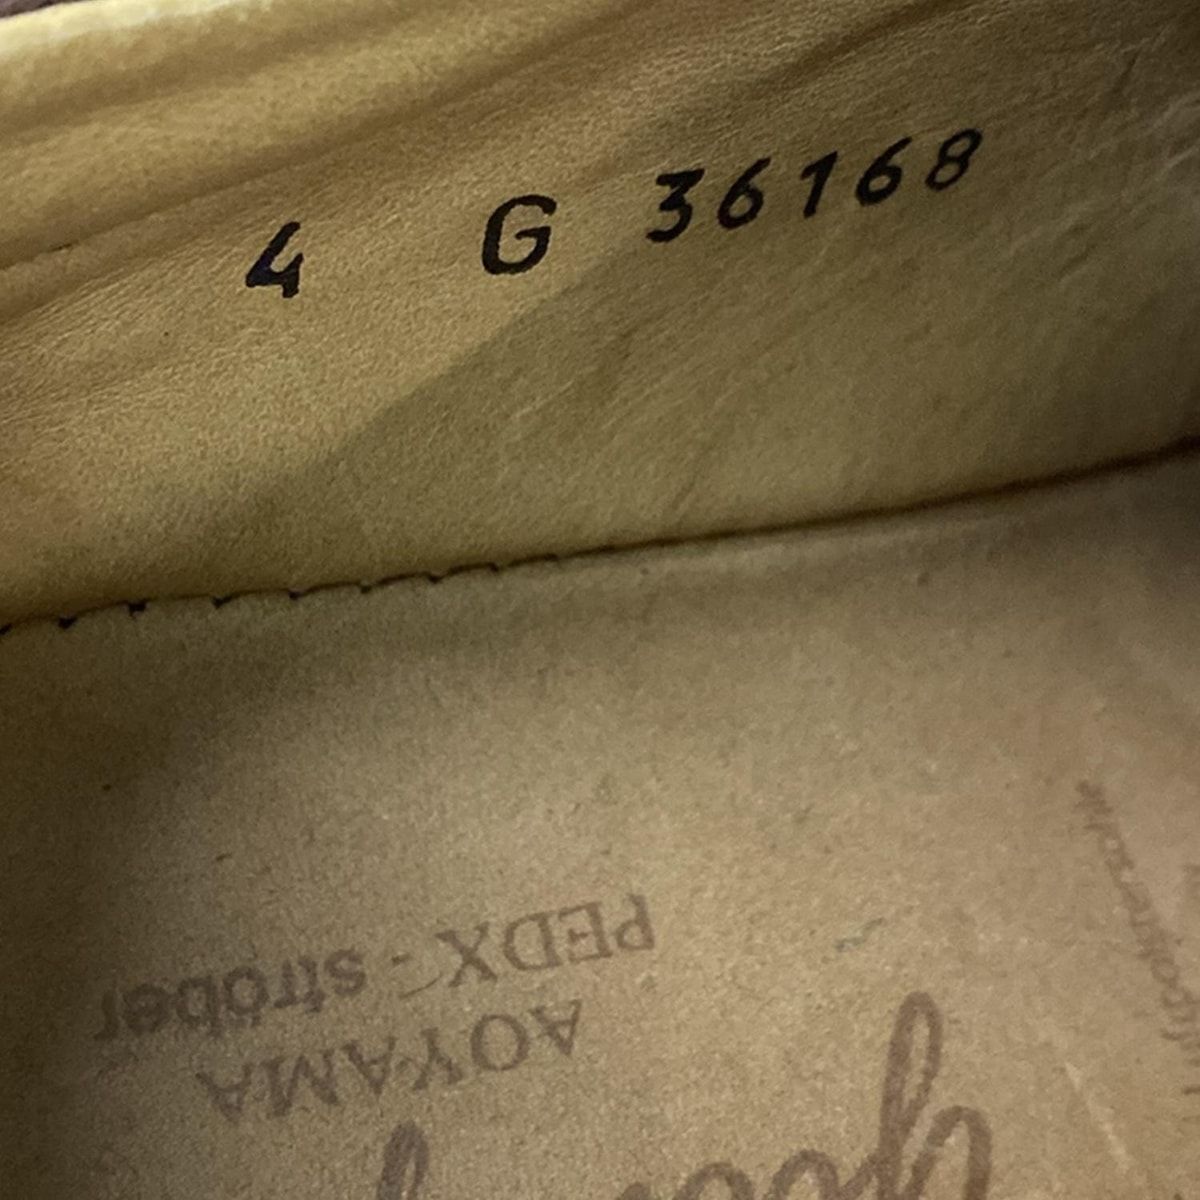 4 G 36168
PEDX - ströber
AOYAMA